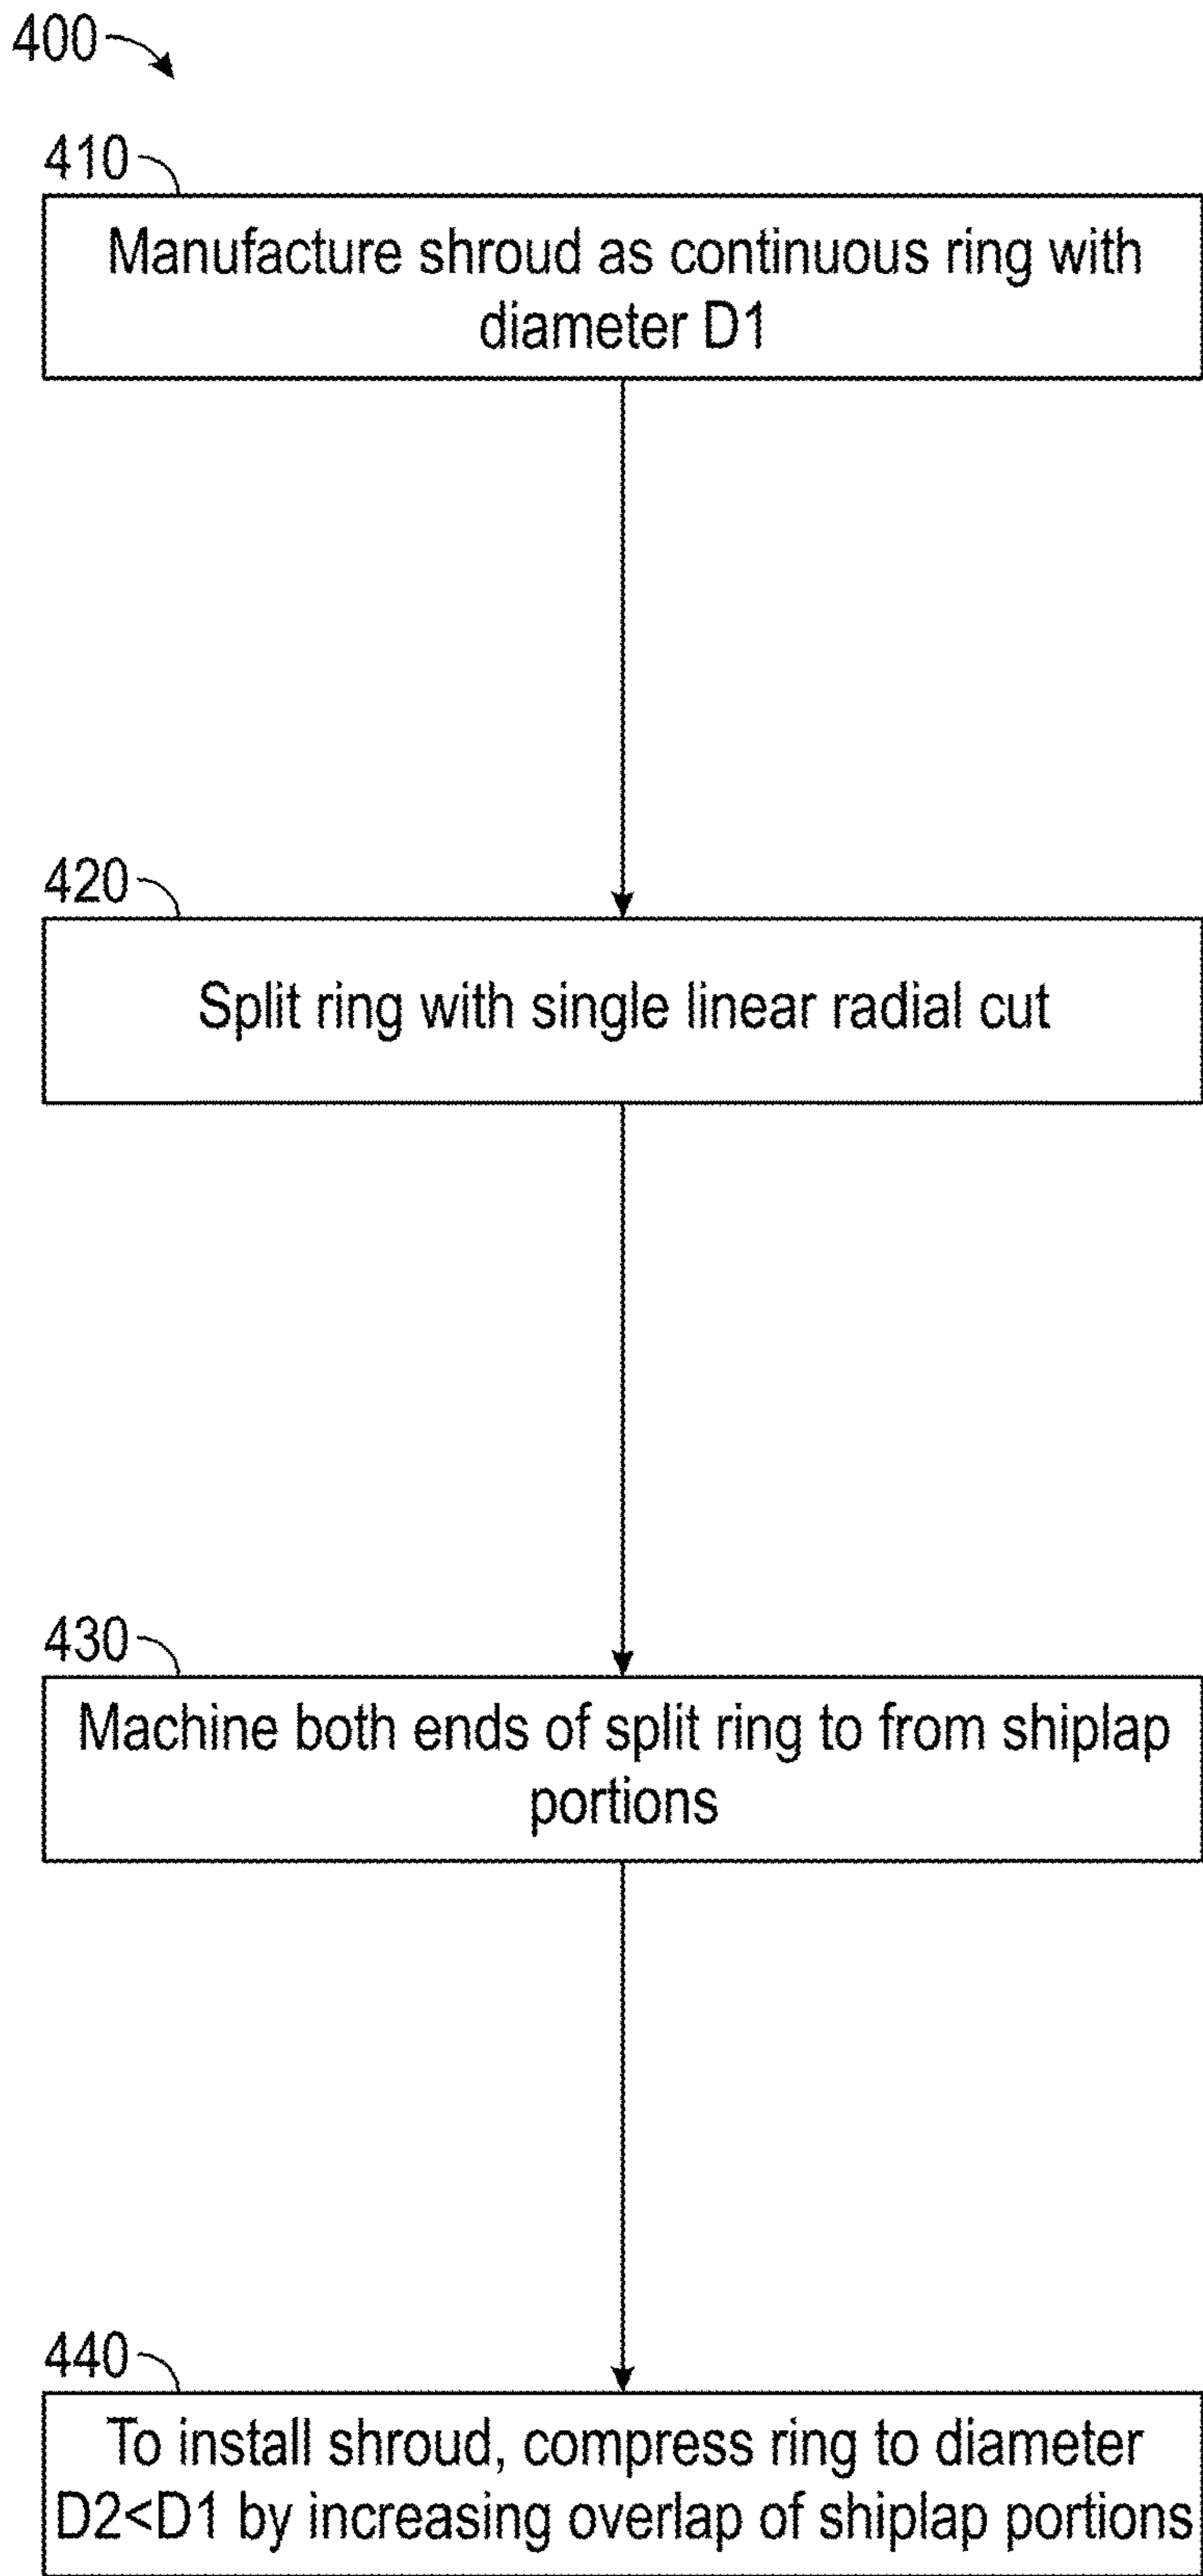 400
410
Manufacture shroud as continuous ring with
diameter D1
420
Split ring with single linear radial cut
430
Machine both ends of split ring to from shiplap
portions
440
To install shroud, compress ring to diameter
D2<D1 by increasing overlap of shiplap portions